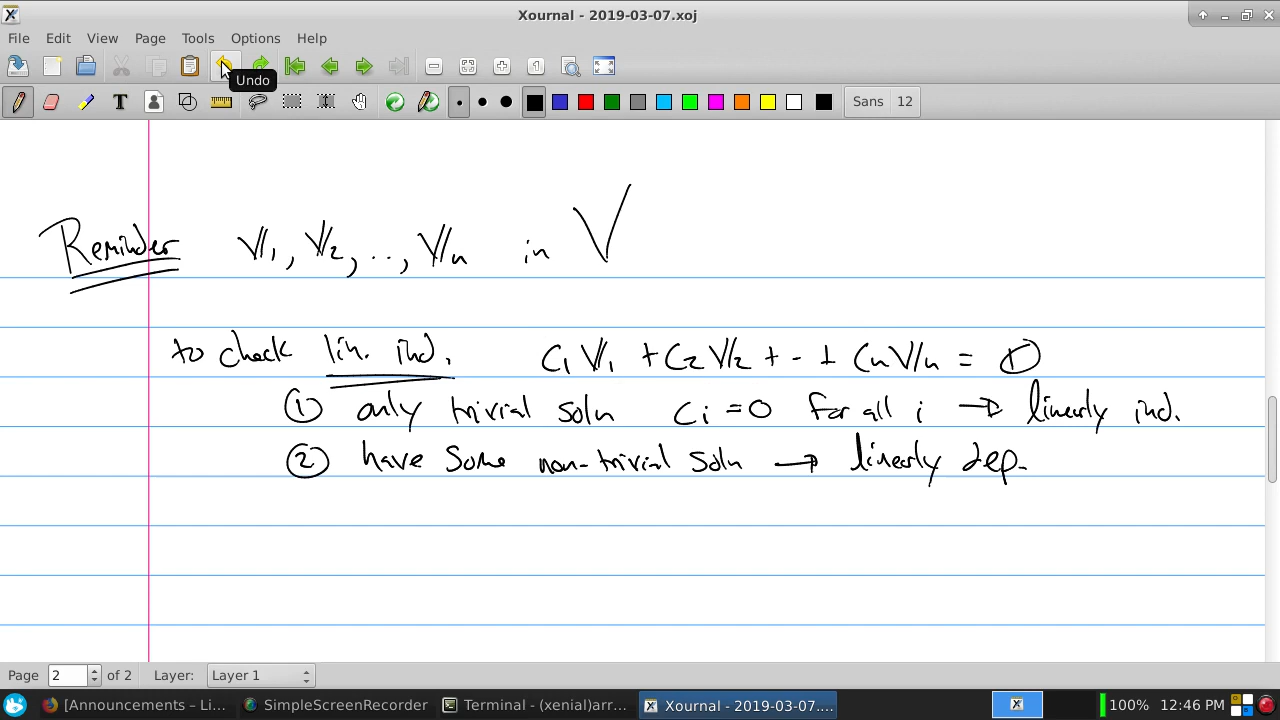 Xournal - 2019-03-07.xoj
File Edit View Page Tools Options Help
Undo
Sans 12
Reminder V1, V2, .., Vn in V
to check lin. ind. C1V1 + C2V2 + - + CnVn = 0
① only trivial soln Ci = 0 for all i → linearly ind.
② have some non-trivial soln → linearly dep.
Page 2 of 2 Layer: Layer 1
[Announcements – Li... SimpleScreenRecorder Terminal - (xenial)arr... Xournal - 2019-03-07.... 100% 12:46 PM